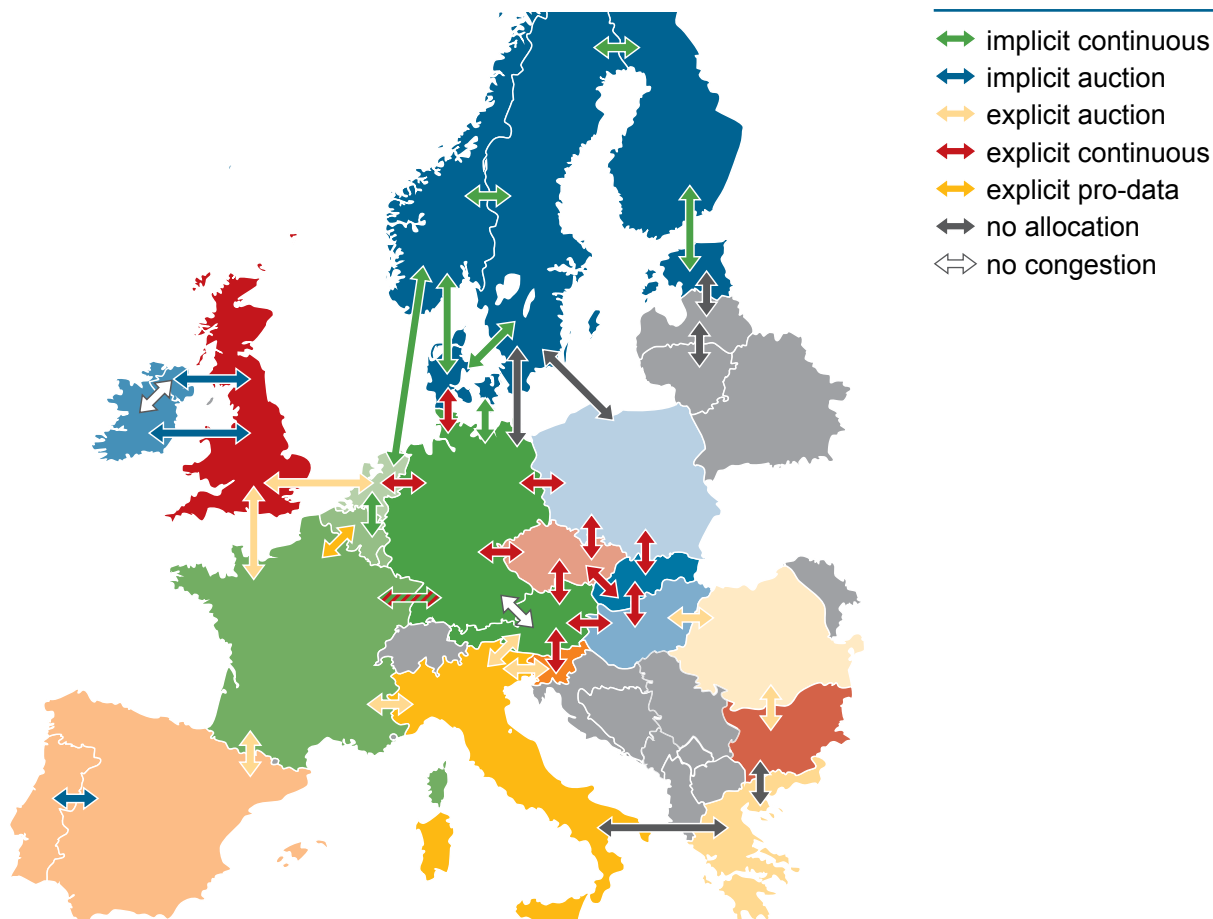 implicit continuous
implicit auction
explicit auction
explicit continuous
explicit pro-data
no allocation
no congestion